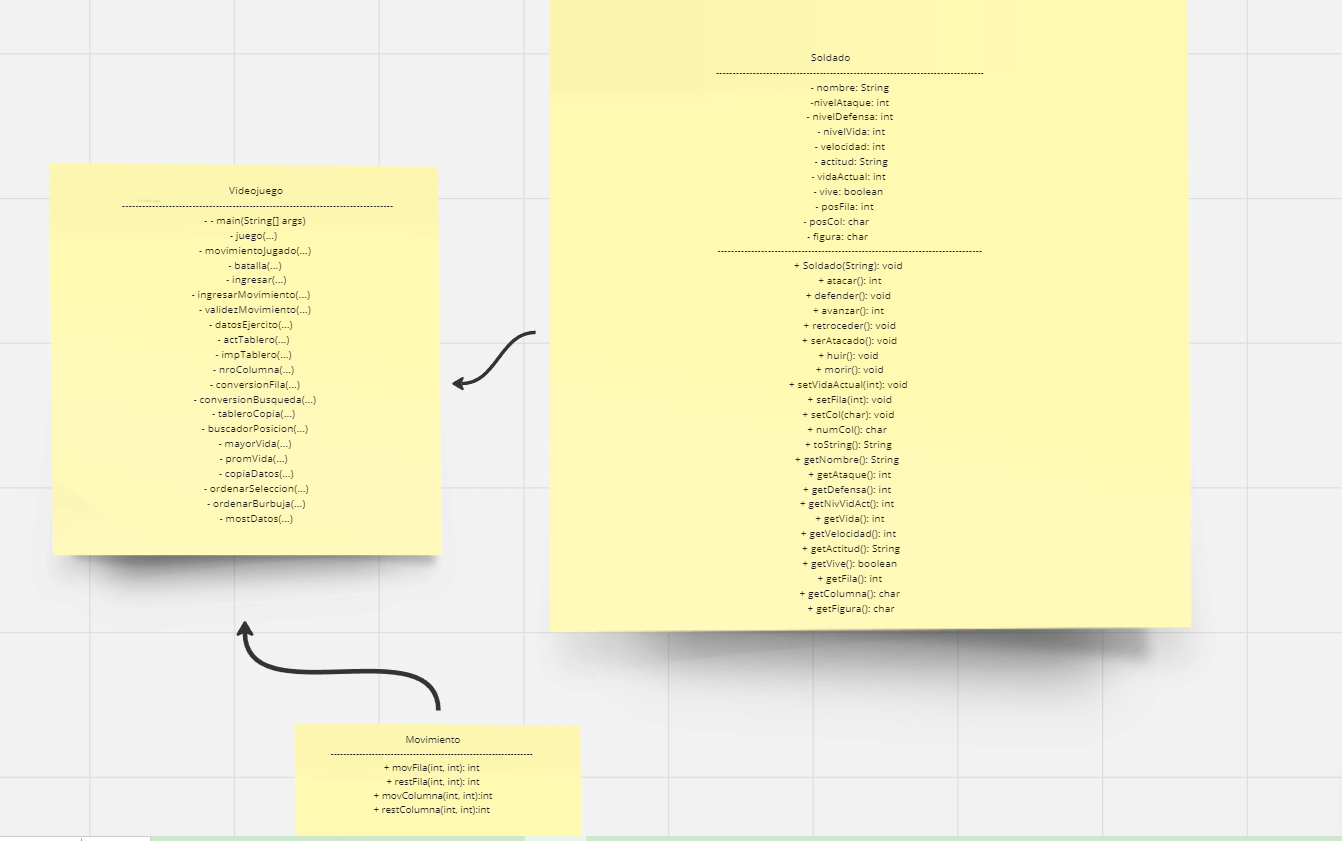 Soldado
- nombre: String
-nivelAtaque: int
- nivelDefensa: int
- nivelVida: int
- velocidad: int
- actitud: String
- vidaActual: int
- vive: boolean
- posFila: int
- posCol: char
- figura: char
+ Soldado(String): void
+ atacar(): int
+ defender(): void
+ avanzar(): int
+ retroceder(): void
+ serAtacado(): void
+ huir(): void
+ morir(): void
+ setVidaActual(int): void
+ setFila(int): void
+ setCol(char): void
+ numCol(): char
+ toString(): String
+ getNombre(): String
+ getAtaque(): int
+ getDefensa(): int
+ getNivVidAct(): int
+ getVida(): int
+ getVelocidad(): int
+ getActitud(): String
+ getVive(): boolean
+ getFila(): int
+ getColumna(): char
+ getFigura(): char
Videojuego
- - main(String[] args)
- juego(...)
- movimientoJugado(...)
- batalla(...)
- ingresar(...)
- ingresarMovimiento(...)
- validezMovimiento(...)
- datosEjercito(...)
- actTablero(...)
- impTablero(...)
- nroColumna(...)
- conversionFila(...)
- conversionBusqueda(...)
- tableroCopia(...)
- buscadorPosicion(...)
- mayorVida(...)
- promVida(...)
- copiaDatos(...)
- ordenarSeleccion(...)
- ordenarBurbuja(...)
- mostDatos(...)
Movimiento
+ movFila(int, int): int
+ restFila(int, int): int
+ movColumna(int, int):int
+ restColumna(int, int):int